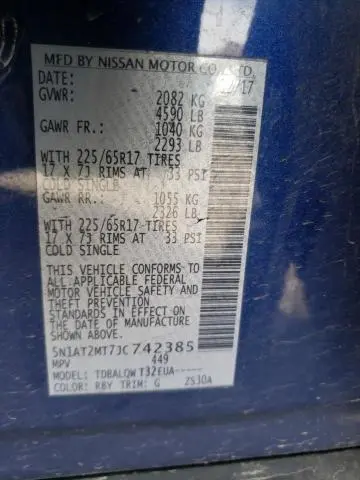 MFD BY NISSAN MOTOR CO., LTD.
/17
GVWR: 2082 KG
4590 LB
GAWR FR.: 1040 KG
2293 LB
WITH 225/65R17 TIRES
17 X 7J RIMS AT 33 PSI
COLD SINGLE
GAWR RR.: 1055 KG
2326 LB
WITH 225/65R17 TIRES
17 X 7J RIMS AT 33 PSI
COLD SINGLE
THIS VEHICLE CONFORMS TO
ALL APPLICABLE FEDERAL
MOTOR VEHICLE SAFETY
AND THEFT PREVENTION
STANDARDS IN EFFECT ON THE
DATE OF MANUFACTURE
SHOWN ABOVE.
5N1AT2MT7JC742385
MPV 449
MODEL: TDBALQWT32EUA-----
COLOR: RBY TRIM: G ZS30A